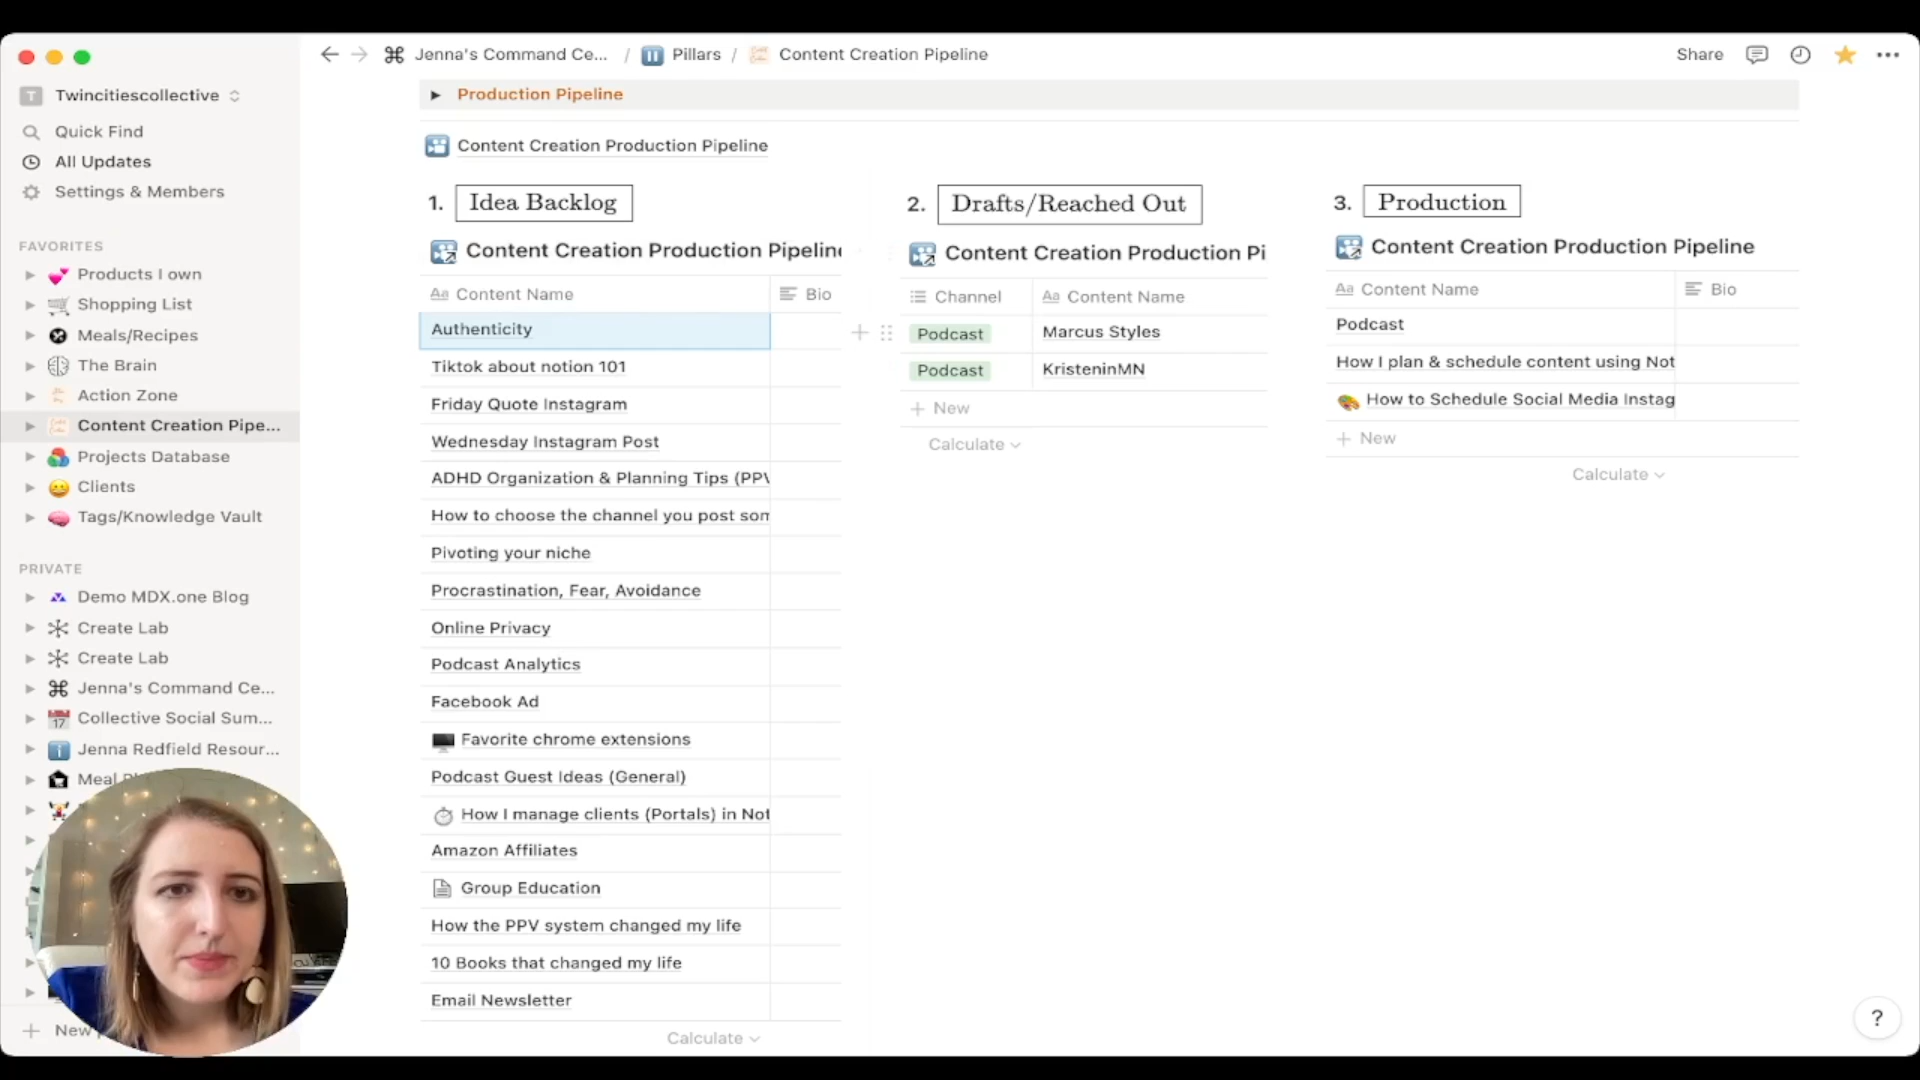 Jenna's Command Ce... / Pillars / Content Creation Pipeline
Share
T Twincitiescollective
Quick Find
All Updates
Settings & Members
FAVORITES
Products I own
Shopping List
Meals/Recipes
The Brain
Action Zone
Content Creation Pipe...
Projects Database
Clients
Tags/Knowledge Vault
PRIVATE
Demo MDX.one Blog
Create Lab
Create Lab
Jenna's Command Ce...
17 Collective Social Sum...
Jenna Redfield Resour...
Meal
New
Production Pipeline
Content Creation Production Pipeline
1. Idea Backlog
Content Creation Production Pipeline
Aa Content Name Bio
Authenticity
Tiktok about notion 101
Friday Quote Instagram
Wednesday Instagram Post
ADHD Organization & Planning Tips (PPV
How to choose the channel you post som
Pivoting your niche
Procrastination, Fear, Avoidance
Online Privacy
Podcast Analytics
Facebook Ad
Favorite chrome extensions
Podcast Guest Ideas (General)
How I manage clients (Portals) in Not
Amazon Affiliates
Group Education
How the PPV system changed my life
10 Books that changed my life
Email Newsletter
Calculate
2. Drafts/Reached Out
Content Creation Production Pi
Channel Aa Content Name
Podcast Marcus Styles
Podcast KristeninMN
+ New
Calculate
3. Production
Content Creation Production Pipeline
Aa Content Name Bio
Podcast
How I plan & schedule content using Not
How to Schedule Social Media Instag
+ New
Calculate
?